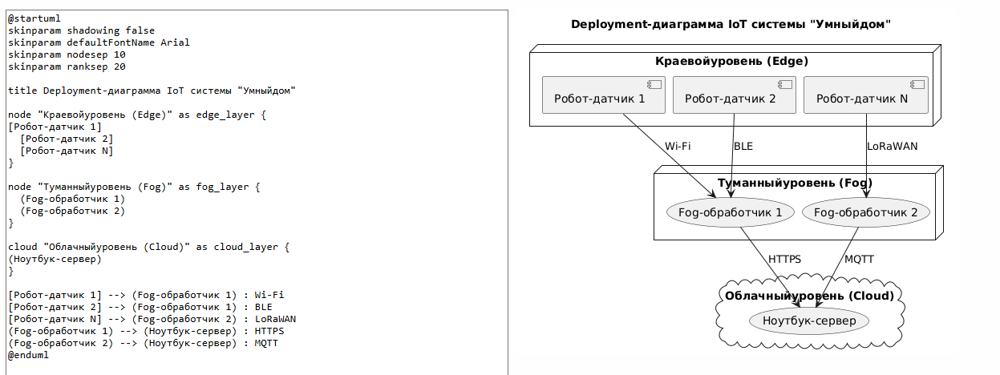 @startuml
skinparam shadowing false
skinparam defaultFontName Arial
skinparam nodesep 10
skinparam ranksep 20

title Deployment-диаграмма IoT системы "Умныйдом"

node "Краевойуровень (Edge)" as edge_layer {
[Робот-датчик 1]
  [Робот-датчик 2]
  [Робот-датчик N]
}

node "Туманныйуровень (Fog)" as fog_layer {
  (Fog-обработчик 1)
  (Fog-обработчик 2)
}

cloud "Облачныйуровень (Cloud)" as cloud_layer {
(Ноутбук-сервер)
}

[Робот-датчик 1] --> (Fog-обработчик 1) : Wi-Fi
[Робот-датчик 2] --> (Fog-обработчик 1) : BLE
[Робот-датчик N] --> (Fog-обработчик 2) : LoRaWAN
(Fog-обработчик 1) --> (Ноутбук-сервер) : HTTPS
(Fog-обработчик 2) --> (Ноутбук-сервер) : MQTT
@enduml

Deployment-диаграмма IoT системы "Умныйдом"
Краевойуровень (Edge)
Робот-датчик 1
Робот-датчик 2
Робот-датчик N
Wi-Fi
BLE
LoRaWAN
Туманныйуровень (Fog)
Fog-обработчик 1
Fog-обработчик 2
HTTPS
MQTT
Облачныйуровень (Cloud)
Ноутбук-сервер